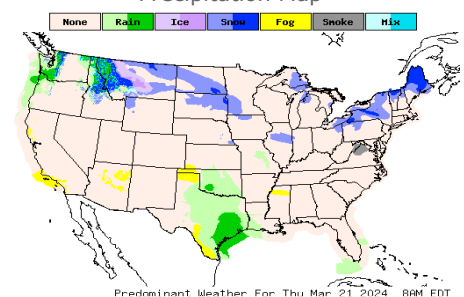 Precipitation Map
None Rain Ice Snow Fog Smoke Mix
Predominant Weather For Thu Mar 21 2024 8AM EDT